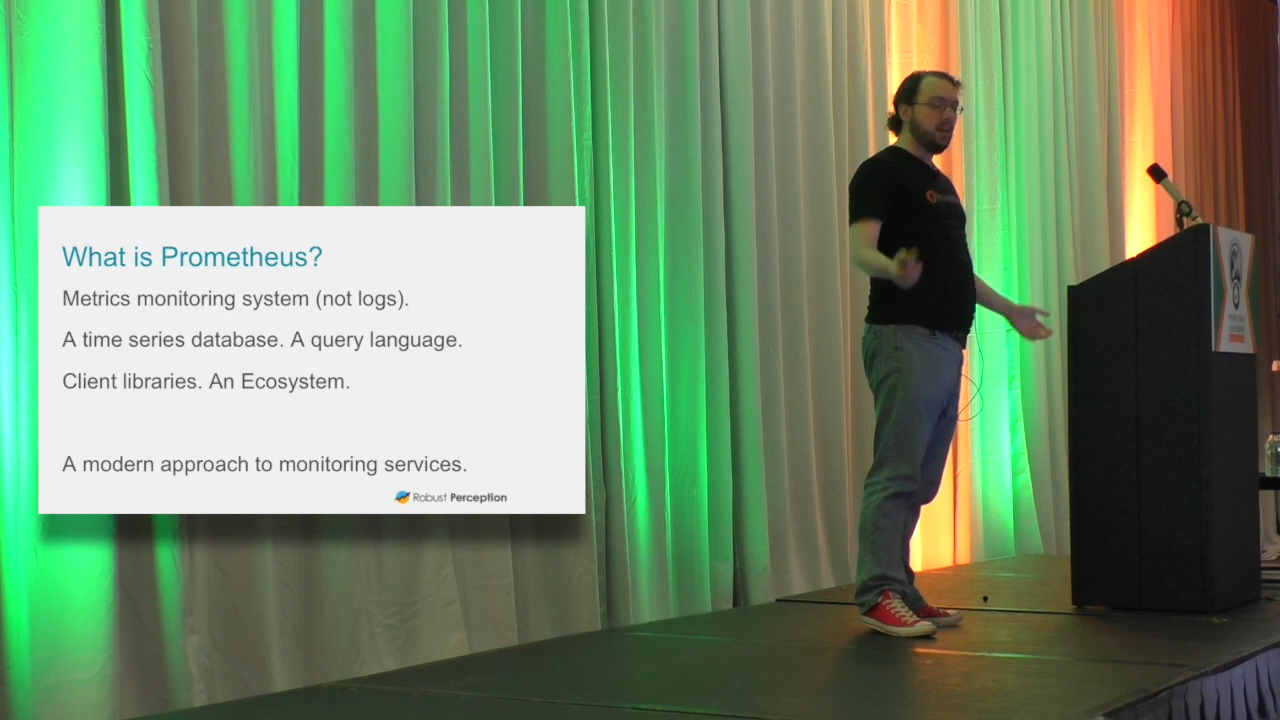 What is Prometheus?
Metrics monitoring system (not logs).
A time series database. A query language.
Client libraries. An Ecosystem.
A modern approach to monitoring services.
Robust Perception